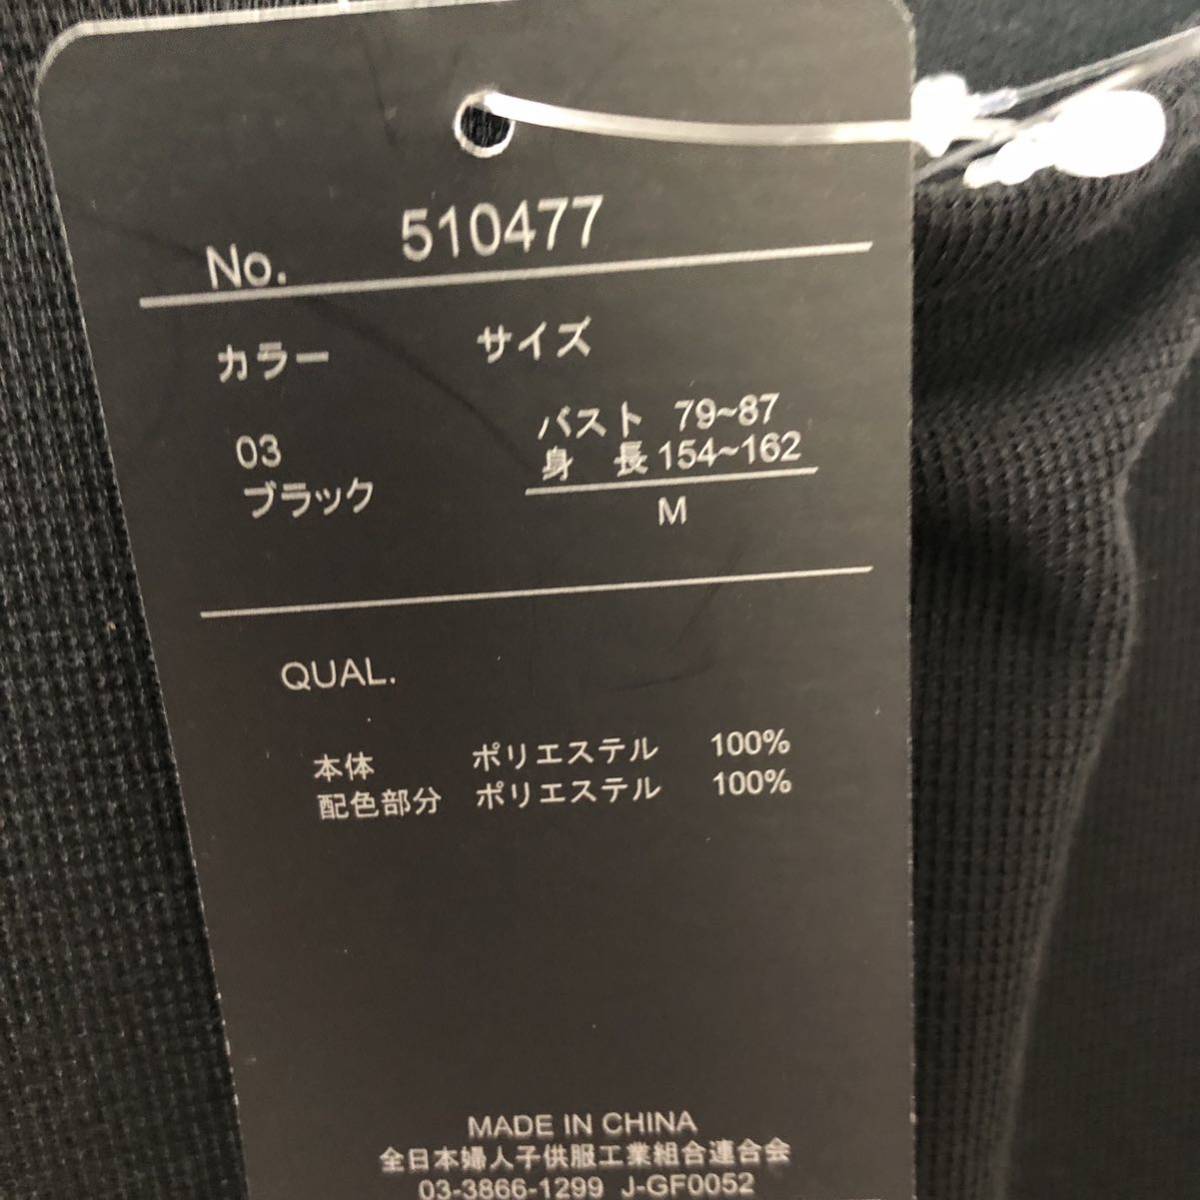 No. 510477
カラー サイズ
03
ブラック
バスト 79~87
身 長 154~162
M
QUAL.
本体 ポリエステル 100%
配色部分 ポリエステル 100%
MADE IN CHINA
全日本婦人子供服工業組合連合会
03-3866-1299 J-GF0052